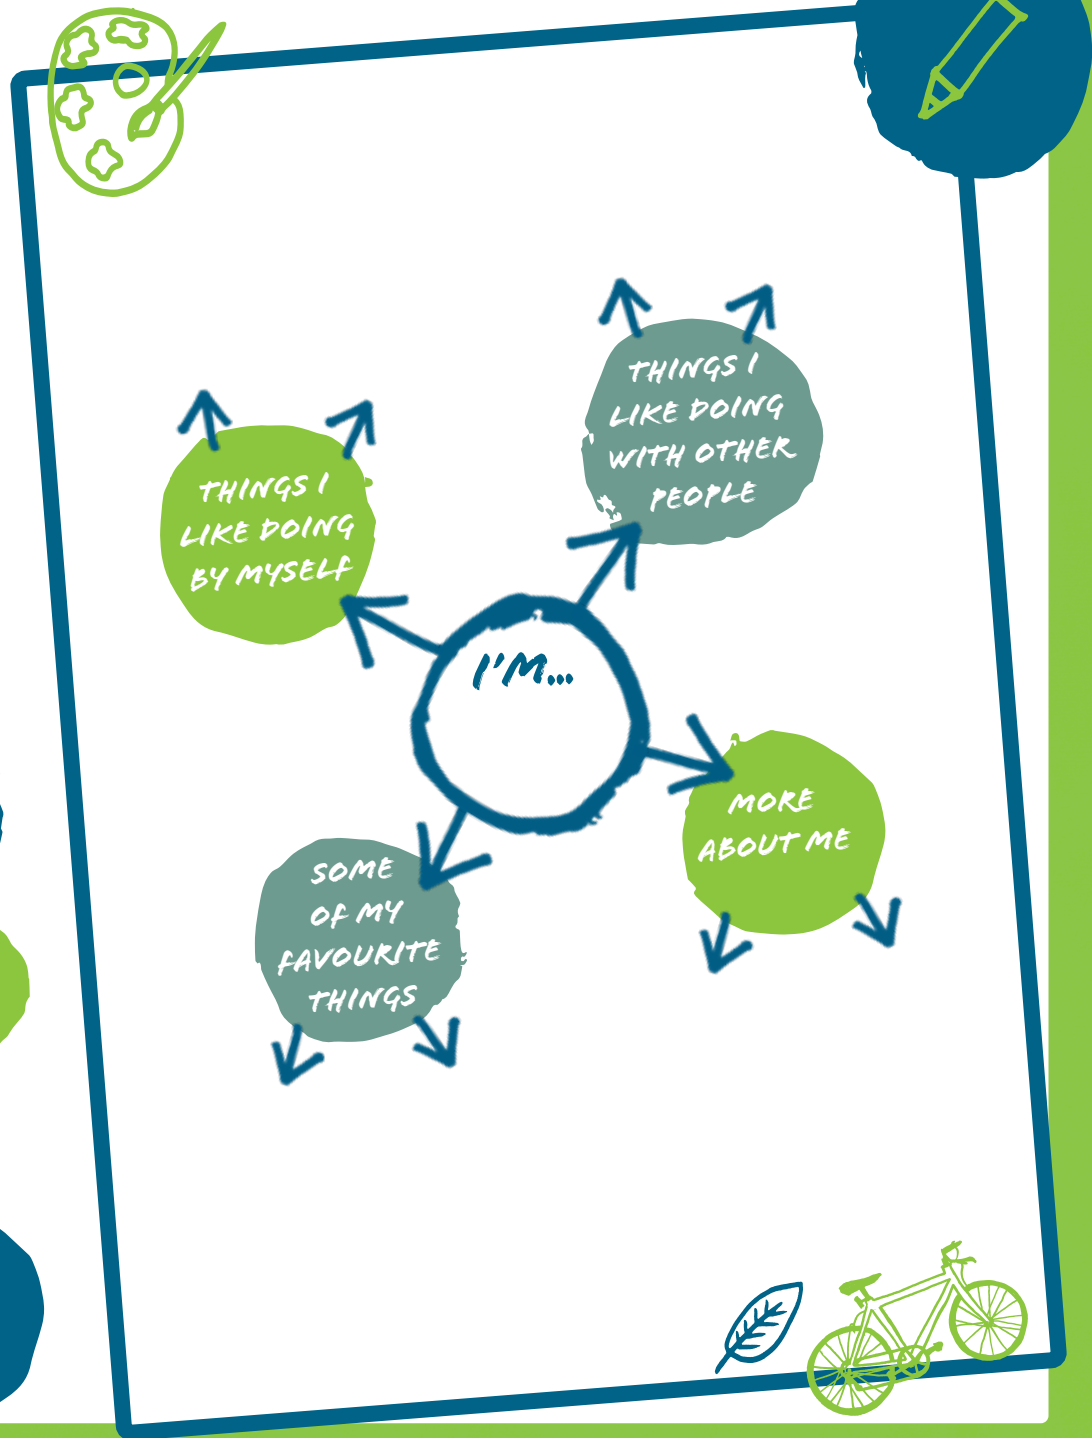 THINGS I
LIKE DOING
WITH OTHER
PEOPLE
THINGS I
LIKE DOING
BY MYSELF
I'M...
MORE
ABOUT ME
SOME
OF MY
FAVOURITE
THINGS